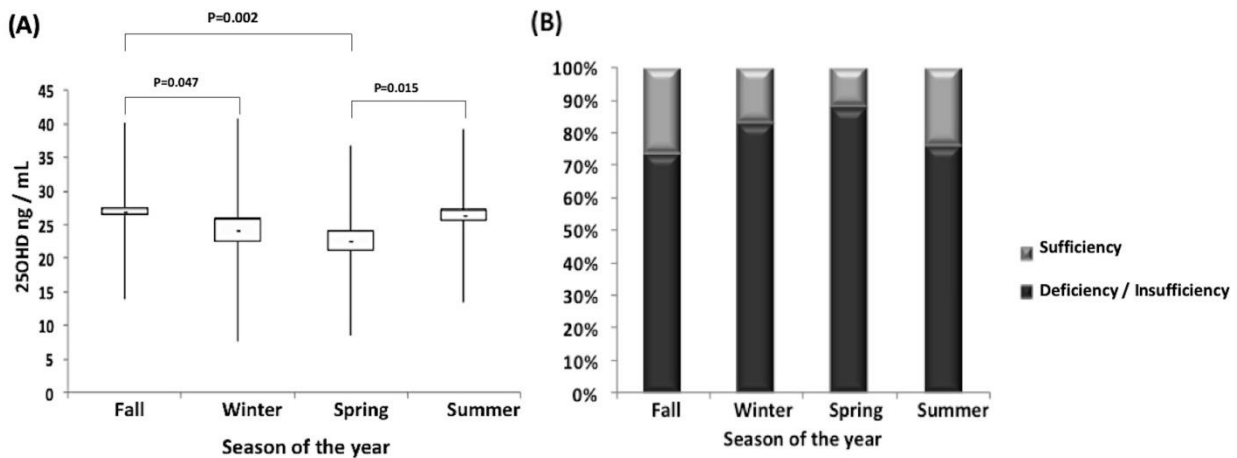 (A)
P=0.002
P=0.047
P=0.015
45
40
35
30
25
20
15
10
5
0
25OHD ng / mL
Fall Winter Spring Summer
Season of the year
(B)
100%
90%
80%
70%
60%
50%
40%
30%
20%
10%
0%
Fall Winter Spring Summer
Season of the year
Sufficiency
Deficiency / Insufficiency